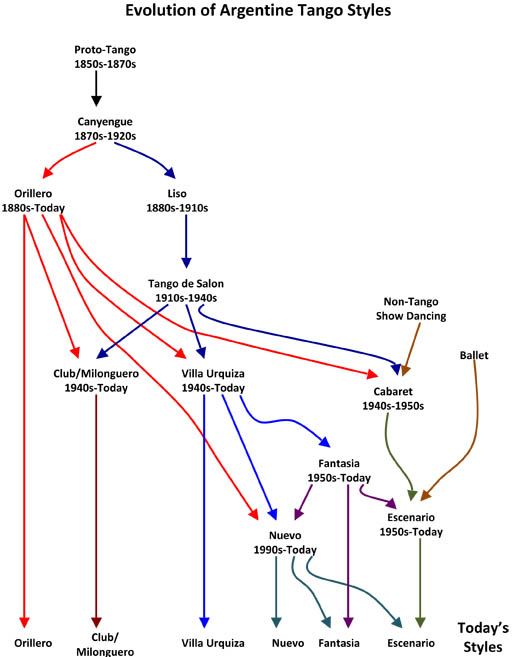 Evolution of Argentine Tango Styles
Proto-Tango
1850s-1870s
Canyengue
1870s-1920s
Orillero
1880s-Today
Liso
1880s-1910s
Tango de Salon
1910s-1940s
Non-Tango
Show Dancing
Ballet
Club/Milonguero
1940s-Today
Villa Urquiza
1940s-Today
Cabaret
1940s-1950s
Fantasia
1950s-Today
Escenario
1950s-Today
Nuevo
1990s-Today
Orillero
Club/
Milonguero
Villa Urquiza
Nuevo
Fantasia
Escenario
Today's
Styles